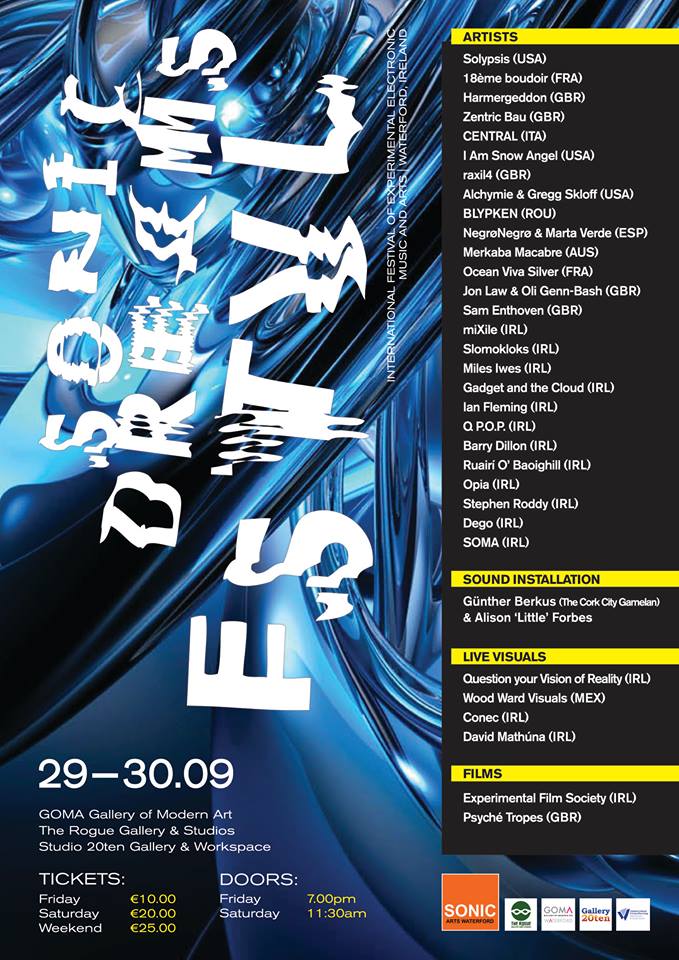 SONIC
DREAMS
FSTVL
INTERNATIONAL FESTIVAL OF EXPERIMENTAL ELECTRONIC
MUSIC AND ARTS | WATERFORD, IRELAND
ARTISTS
Solypsis (USA)
18ème boudoir (FRA)
Harmergeddon (GBR)
Zentric Bau (GBR)
CENTRAL (ITA)
I Am Snow Angel (USA)
raxil4 (GBR)
Alchymie & Gregg Skloff (USA)
BLYPKEN (ROU)
NegrøNegrø & Marta Verde (ESP)
Merkaba Macabre (AUS)
Ocean Viva Silver (FRA)
Jon Law & Oli Genn-Bash (GBR)
Sam Enthoven (GBR)
miXile (IRL)
Slomokloks (IRL)
Miles Iwes (IRL)
Gadget and the Cloud (IRL)
Ian Fleming (IRL)
Q P.O.P. (IRL)
Barry Dillon (IRL)
Ruairí O' Baoighill (IRL)
Opia (IRL)
Stephen Roddy (IRL)
Dego (IRL)
SOMA (IRL)
SOUND INSTALLATION
Günther Berkus (The Cork City Gamelan)
& Alison 'Little' Forbes
LIVE VISUALS
Question your Vision of Reality (IRL)
Wood Ward Visuals (MEX)
Conec (IRL)
David Mathúna (IRL)
FILMS
Experimental Film Society (IRL)
Psyché Tropes (GBR)
29–30.09
GOMA Gallery of Modern Art
The Rogue Gallery & Studios
Studio 20ten Gallery & Workspace
TICKETS:
Friday €10.00
Saturday €20.00
Weekend €25.00
DOORS:
Friday 7.00pm
Saturday 11:30am
SONIC
ARTS WATERFORD
THE ROGUE
GOMA
WATERFORD
Gallery
20ten